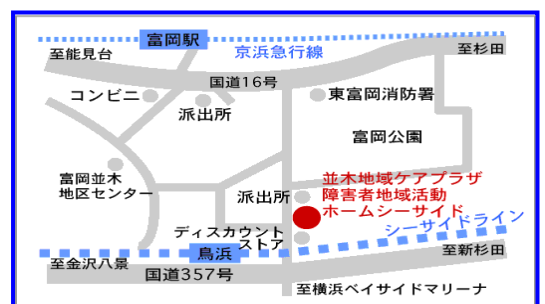 富岡駅
京浜急行線
至杉田
至能見台
国道16号
コンビニ
派出所
東富岡消防署
富岡公園
富岡並木
地区センター
派出所
並木地域ケアプラザ
障害者地域活動
ホームシーサイド
シーサイドライン
ディスカウント
ストア
鳥浜
至新杉田
至金沢八景
国道357号
至横浜ベイサイドマリーナ